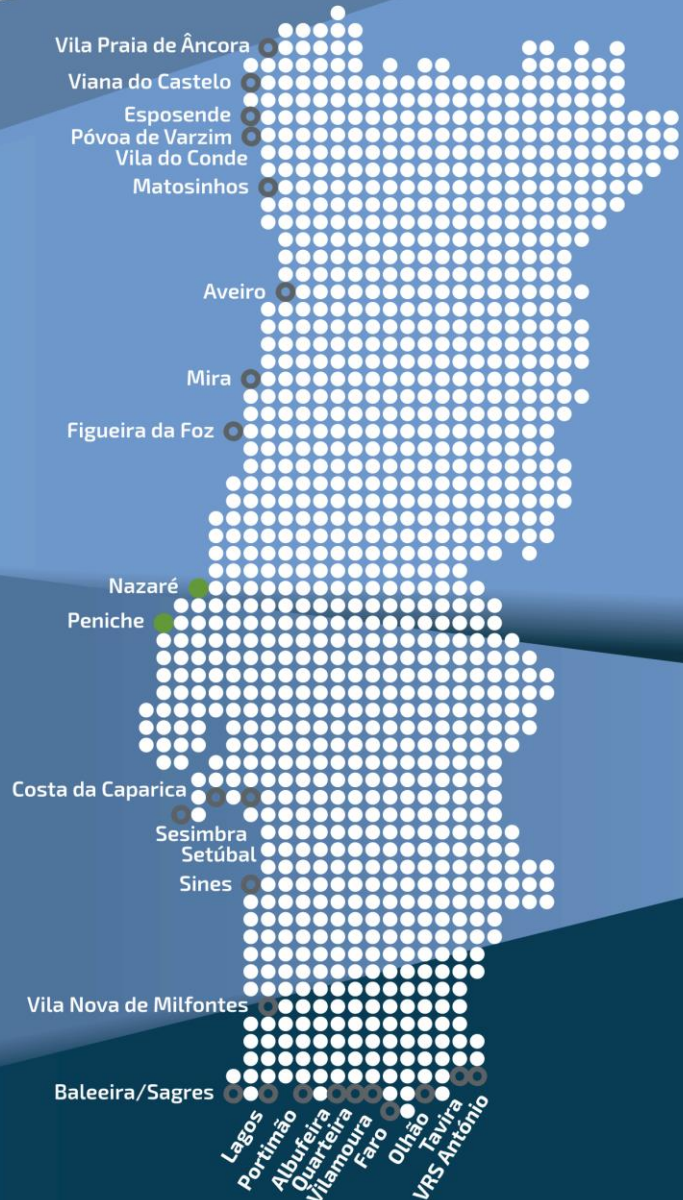 Vila Praia de Âncora
Viana do Castelo
Esposende
Póvoa de Varzim
Vila do Conde
Matosinhos
Aveiro
Mira
Figueira da Foz
Nazaré
Peniche
Costa da Caparica
Sesimbra
Setúbal
Sines
Vila Nova de Milfontes
Baleeira/Sagres
Lagos
Portimão
Albufeira
Quarteira
Vilamoura
Faro
Olhão
Tavira
VRS António